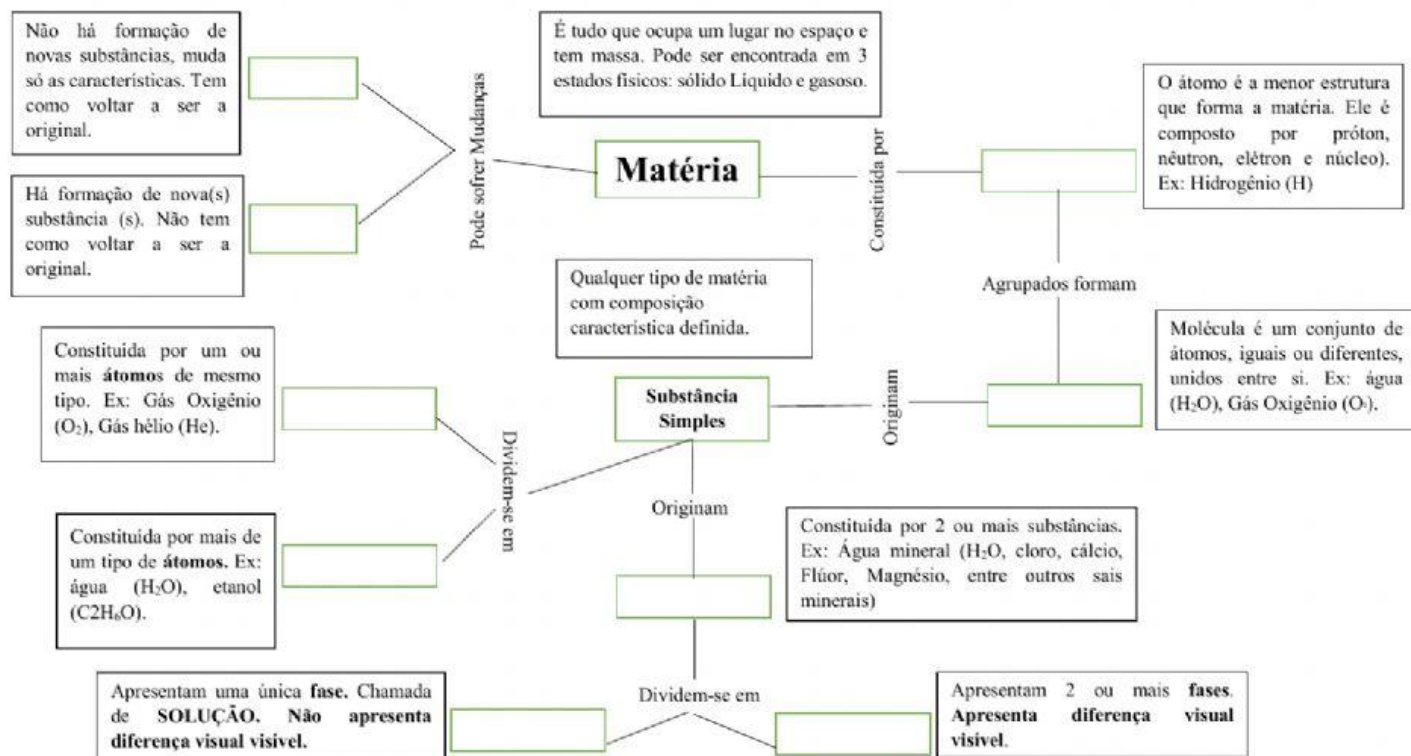 Não há formação de
novas substâncias, muda
só as características. Tem
como voltar a ser a
original.
Há formação de nova(s)
substância (s). Não tem
como voltar a ser a
original.
Pode sofrer Mudanças
É tudo que ocupa um lugar no espaço e
tem massa. Pode ser encontrada em 3
estados físicos: sólido Líquido e gasoso.
Matéria
Constituída por
O átomo é a menor estrutura
que forma a matéria. Ele é
composto por próton,
nêutron, elétron e núcleo).
Ex: Hidrogênio (H)
Agrupados formam
Molécula é um conjunto de
átomos, iguais ou diferentes,
unidos entre si. Ex: água
(H₂O), Gás Oxigênio
Originam
Qualquer tipo de matéria
com composição
característica definida.
Substância
Simples
Constituída por um ou
mais átomos de mesmo
tipo. Ex: Gás Oxigênio
(O₂), Gás hélio (He).
Dividem-se em
Constituída por mais de
um tipo de átomos. Ex:
água (H₂O), etanol
(C2H₆O).
Originam
Constituída por 2 ou mais substâncias.
Ex: Água mineral (H₂O, cloro, cálcio,
Flúor, Magnésio, entre outros sais
minerais)
Dividem-se em
Apresentam uma única fase. Chamada
de SOLUÇÃO. Não apresenta
diferença visual visível.
Apresentam 2 ou mais fases.
Apresenta diferença visual
visível.